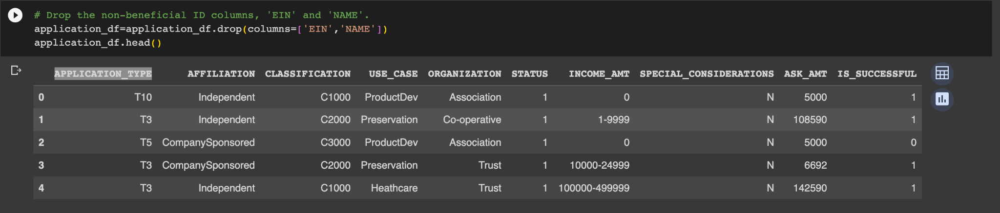 # Drop the non-beneficial ID columns, 'EIN' and 'NAME'.
application_df=application_df.drop(columns=['EIN','NAME'])
application_df.head()
APPLICATION_TYPE AFFILIATION CLASSIFICATION USE_CASE ORGANIZATION STATUS INCOME_AMT SPECIAL_CONSIDERATIONS ASK_AMT IS_SUCCESSFUL
0 T10 Independent C1000 ProductDev Association 1 0 N 5000 1
1 T3 Independent C2000 Preservation Co-operative 1 1-9999 N 108590 1
2 T5 CompanySponsored C3000 ProductDev Association 1 0 N 5000 0
3 T3 CompanySponsored C2000 Preservation Trust 1 10000-24999 N 6692 1
4 T3 Independent C1000 Heathcare Trust 1 100000-499999 N 142590 1